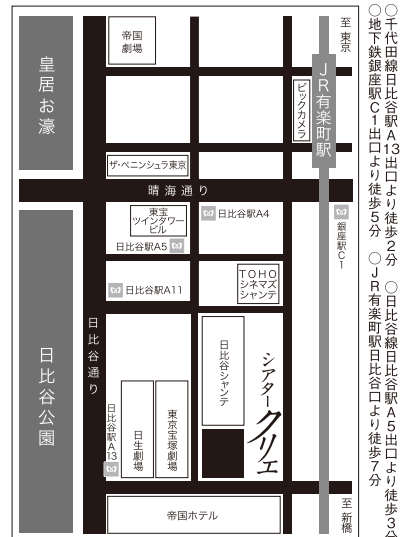 ○千代田線日比谷駅A13出口より徒歩2分 ○日比谷線日比谷駅A5出口より徒歩3分
○地下鉄銀座駅C1出口より徒歩5分 ○JR有楽町駅日比谷口より徒歩7分
至 東京
帝国
劇場
皇居お濠
JR有楽町駅
ビックカメラ
ザ・ペニンシュラ東京
晴海通り
東宝
ツインタワー
ビル
日比谷駅A4
銀座駅C1
日比谷駅A5
TOHO
シネマズ
シャンテ
日比谷駅A11
日比谷通り
日比谷公園
日比谷シャンテ
シアタークリエ
日比谷駅A13
日生劇場
東京宝塚劇場
帝国ホテル
至 新橋